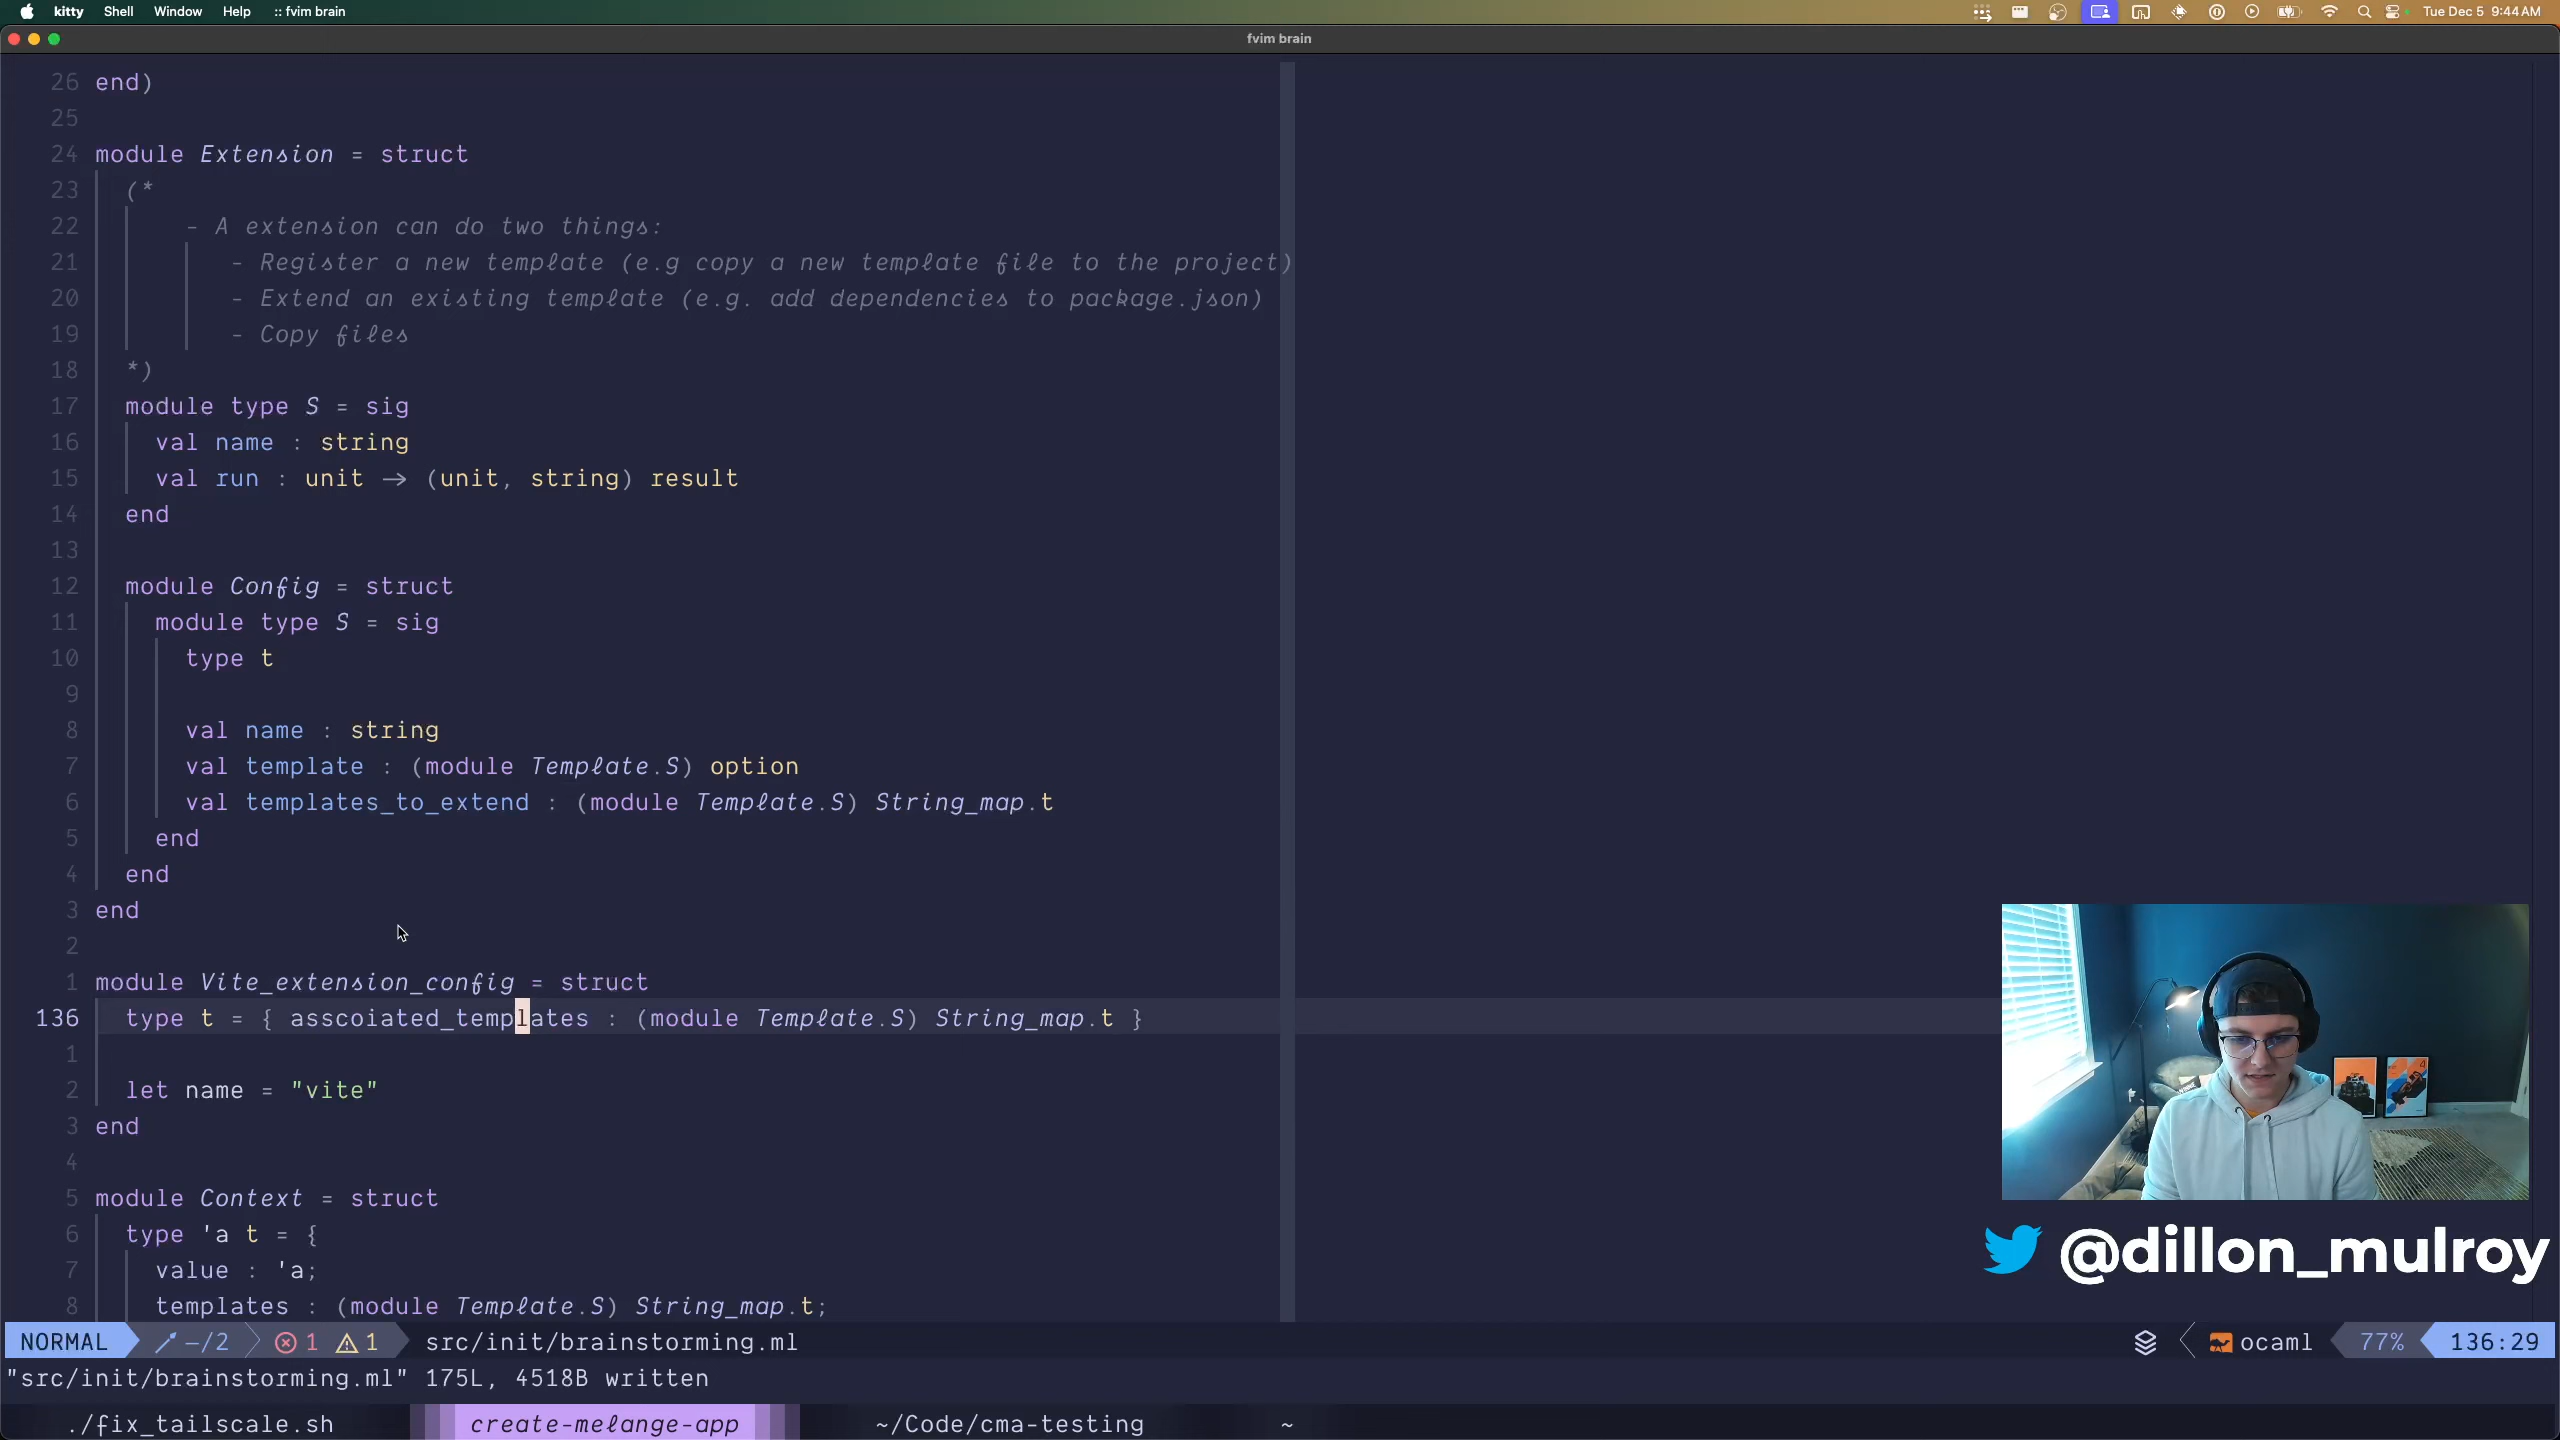 kitty Shell Window Help :: fvim brain Tue Dec 5 9:44 AM
fvim brain
26 end)
25
24 module Extension = struct
23 (*
22 - A extension can do two things:
21 - Register a new template (e.g copy a new template file to the project)
20 - Extend an existing template (e.g. add dependencies to package.json)
19 - Copy files
18 *)
17 module type S = sig
16 val name : string
15 val run : unit → (unit, string) result
14 end
13
12 module Config = struct
11 module type S = sig
10 type t
9
8 val name : string
7 val template : (module Template.S) option
6 val templates_to_extend : (module Template.S) String_map.t
5 end
4 end
3 end
2
1 module Vite_extension_config = struct
136 type t = { asscoiated_templates : (module Template.S) String_map.t }
1
2 let name = "vite"
3 end
4
5 module Context = struct
6 type 'a t = {
7 value : 'a;
8 templates : (module Template.S) String_map.t;
@dillon_mulroy
NORMAL –/2 1 1 src/init/brainstorming.ml ocaml 77% 136:29
"src/init/brainstorming.ml" 175L, 4518B written
./fix_tailscale.sh create-melange-app ~/Code/cma-testing ~